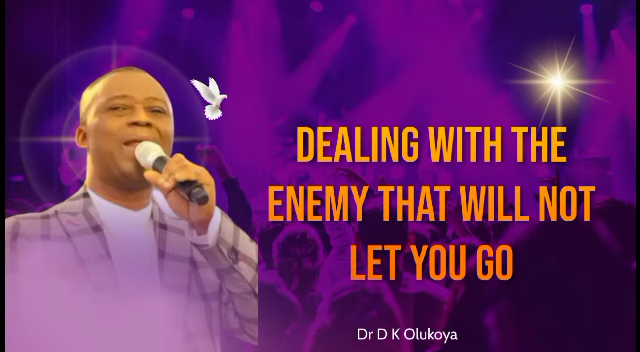 DEALING WITH THE
ENEMY THAT WILL NOT
LET YOU GO
Dr D K Olukoya